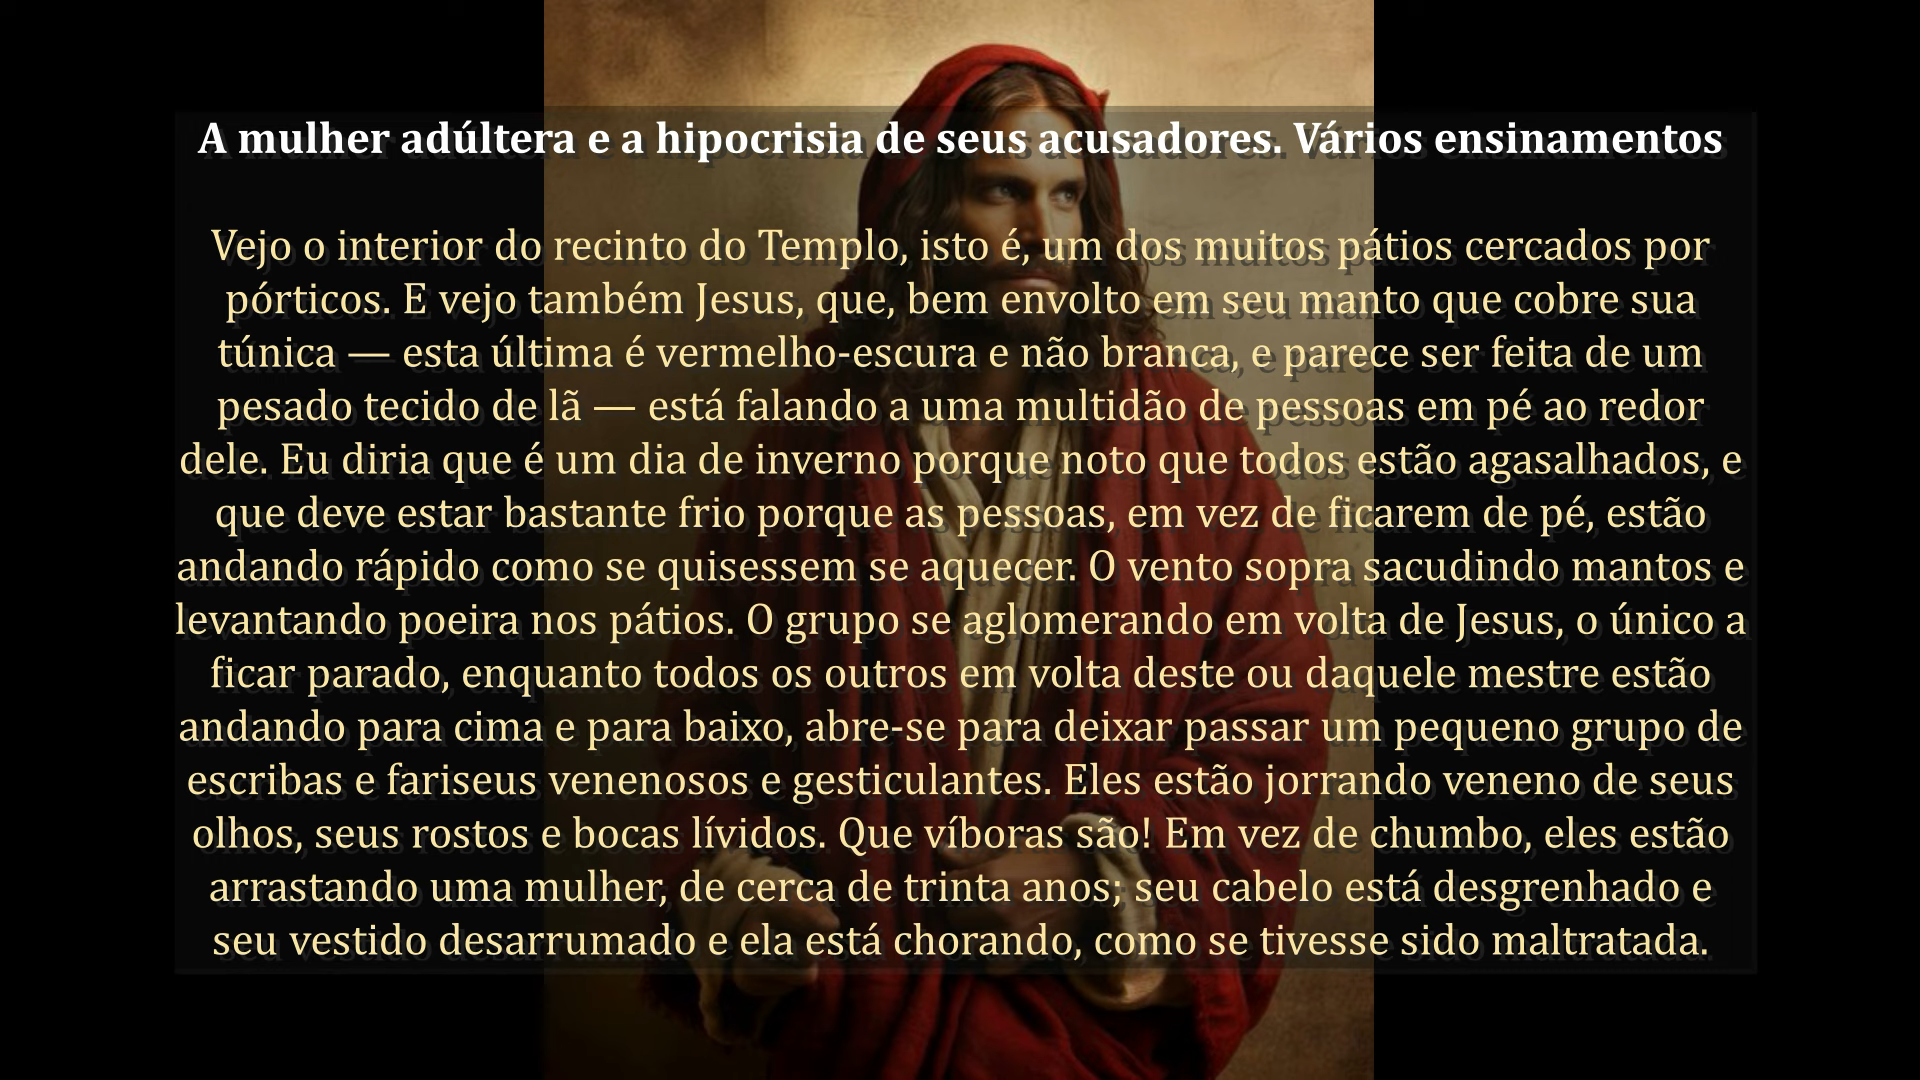 A mulher adúltera e a hipocrisia de seus acusadores. Vários ensinamentos
Vejo o interior do recinto do Templo, isto é, um dos muitos pátios cercados por
pórticos. E vejo também Jesus, que, bem envolto em seu manto que cobre sua
túnica — esta última é vermelho-escura e não branca, e parece ser feita de um
pesado tecido de lã — está falando a uma multidão de pessoas em pé ao redor
dele. Eu diria que é um dia de inverno porque noto que todos estão agasalhados, e
que deve estar bastante frio porque as pessoas, em vez de ficarem de pé, estão
andando rápido como se quisessem se aquecer. O vento sopra sacudindo mantos e
levantando poeira nos pátios. O grupo se aglomerando em volta de Jesus, o único a
ficar parado, enquanto todos os outros em volta deste ou daquele mestre estão
andando para cima e para baixo, abre-se para deixar passar um pequeno grupo de
escribas e fariseus venenosos e gesticulantes. Eles estão jorrando veneno de seus
olhos, seus rostos e bocas lívidos. Que víboras são! Em vez de chumbo, eles estão
arrastando uma mulher, de cerca de trinta anos; seu cabelo está desgrenhado e
seu vestido desarrumado e ela está chorando, como se tivesse sido maltratada.